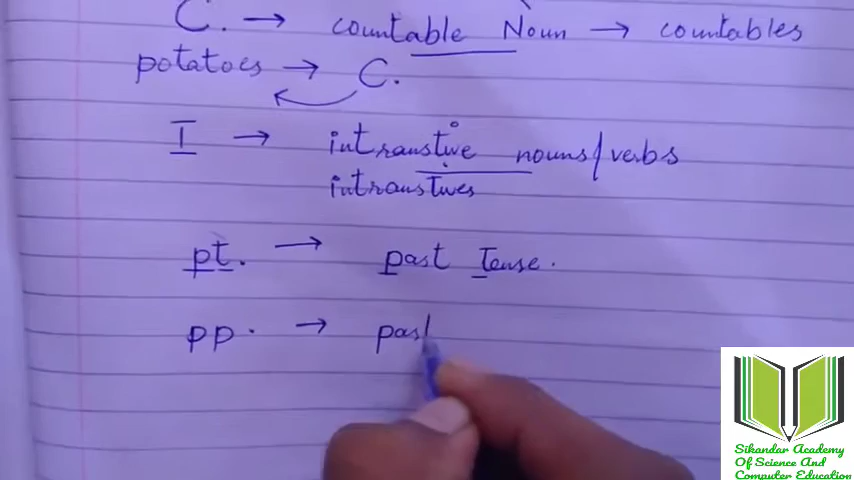 C. → countable Noun → countables
potatoes → C.
I → intranstive nouns/verbs
intranstives
pt. → past Tense.
pp. → past
Sikandar Academy
Of Science And
Computer Education